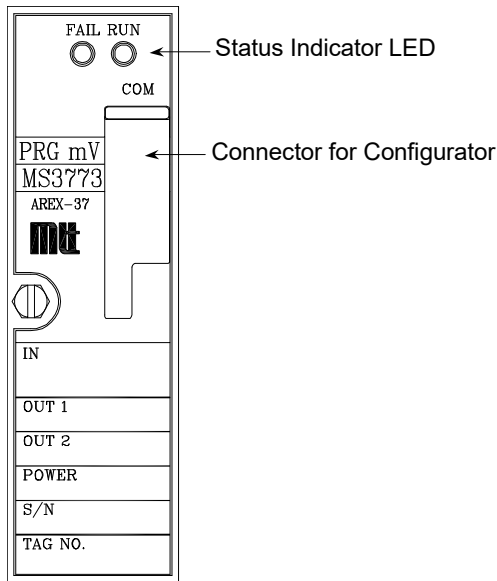 FAIL RUN
Status Indicator LED
COM
PRG mV
Connector for Configurator
MS3773
AREX-37
Mtt
IN
OUT 1
OUT 2
POWER
S/N
TAG NO.